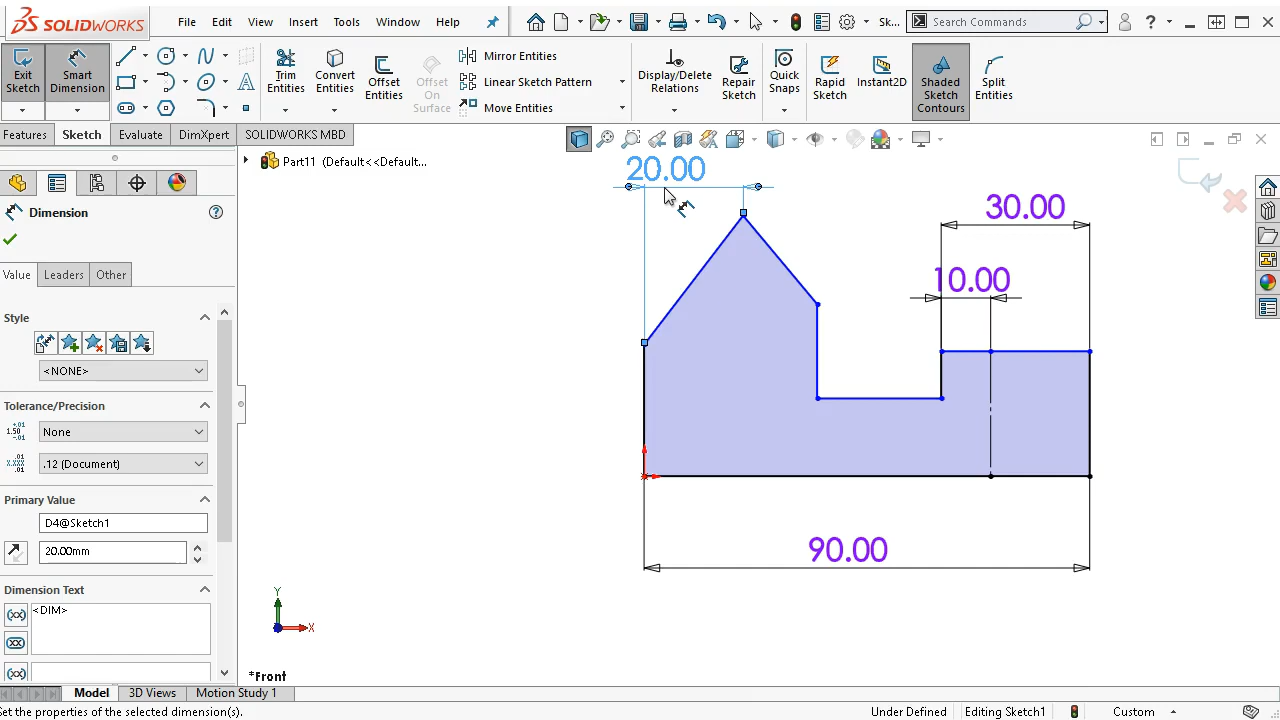 SOLIDWORKS File Edit View Insert Tools Window Help Sk... Search Commands ?
Exit Sketch Smart Dimension Trim Entities Convert Entities Offset Entities Offset On Surface Mirror Entities Linear Sketch Pattern Move Entities Display/Delete Relations Repair Sketch Quick Snaps Rapid Sketch Instant2D Shaded Sketch Contours Split Entities
Features Sketch Evaluate DimXpert SOLIDWORKS MBD
Part11 (Default<<Default...
Dimension ?
Value Leaders Other
Style
<NONE>
Tolerance/Precision
None
.12 (Document)
Primary Value
D4@Sketch1
20.00mm
Dimension Text
<DIM>
20.00
30.00
10.00
90.00
Y
X
*Front
Model 3D Views Motion Study 1
Set the properties of the selected dimension(s). Under Defined Editing Sketch1 Custom